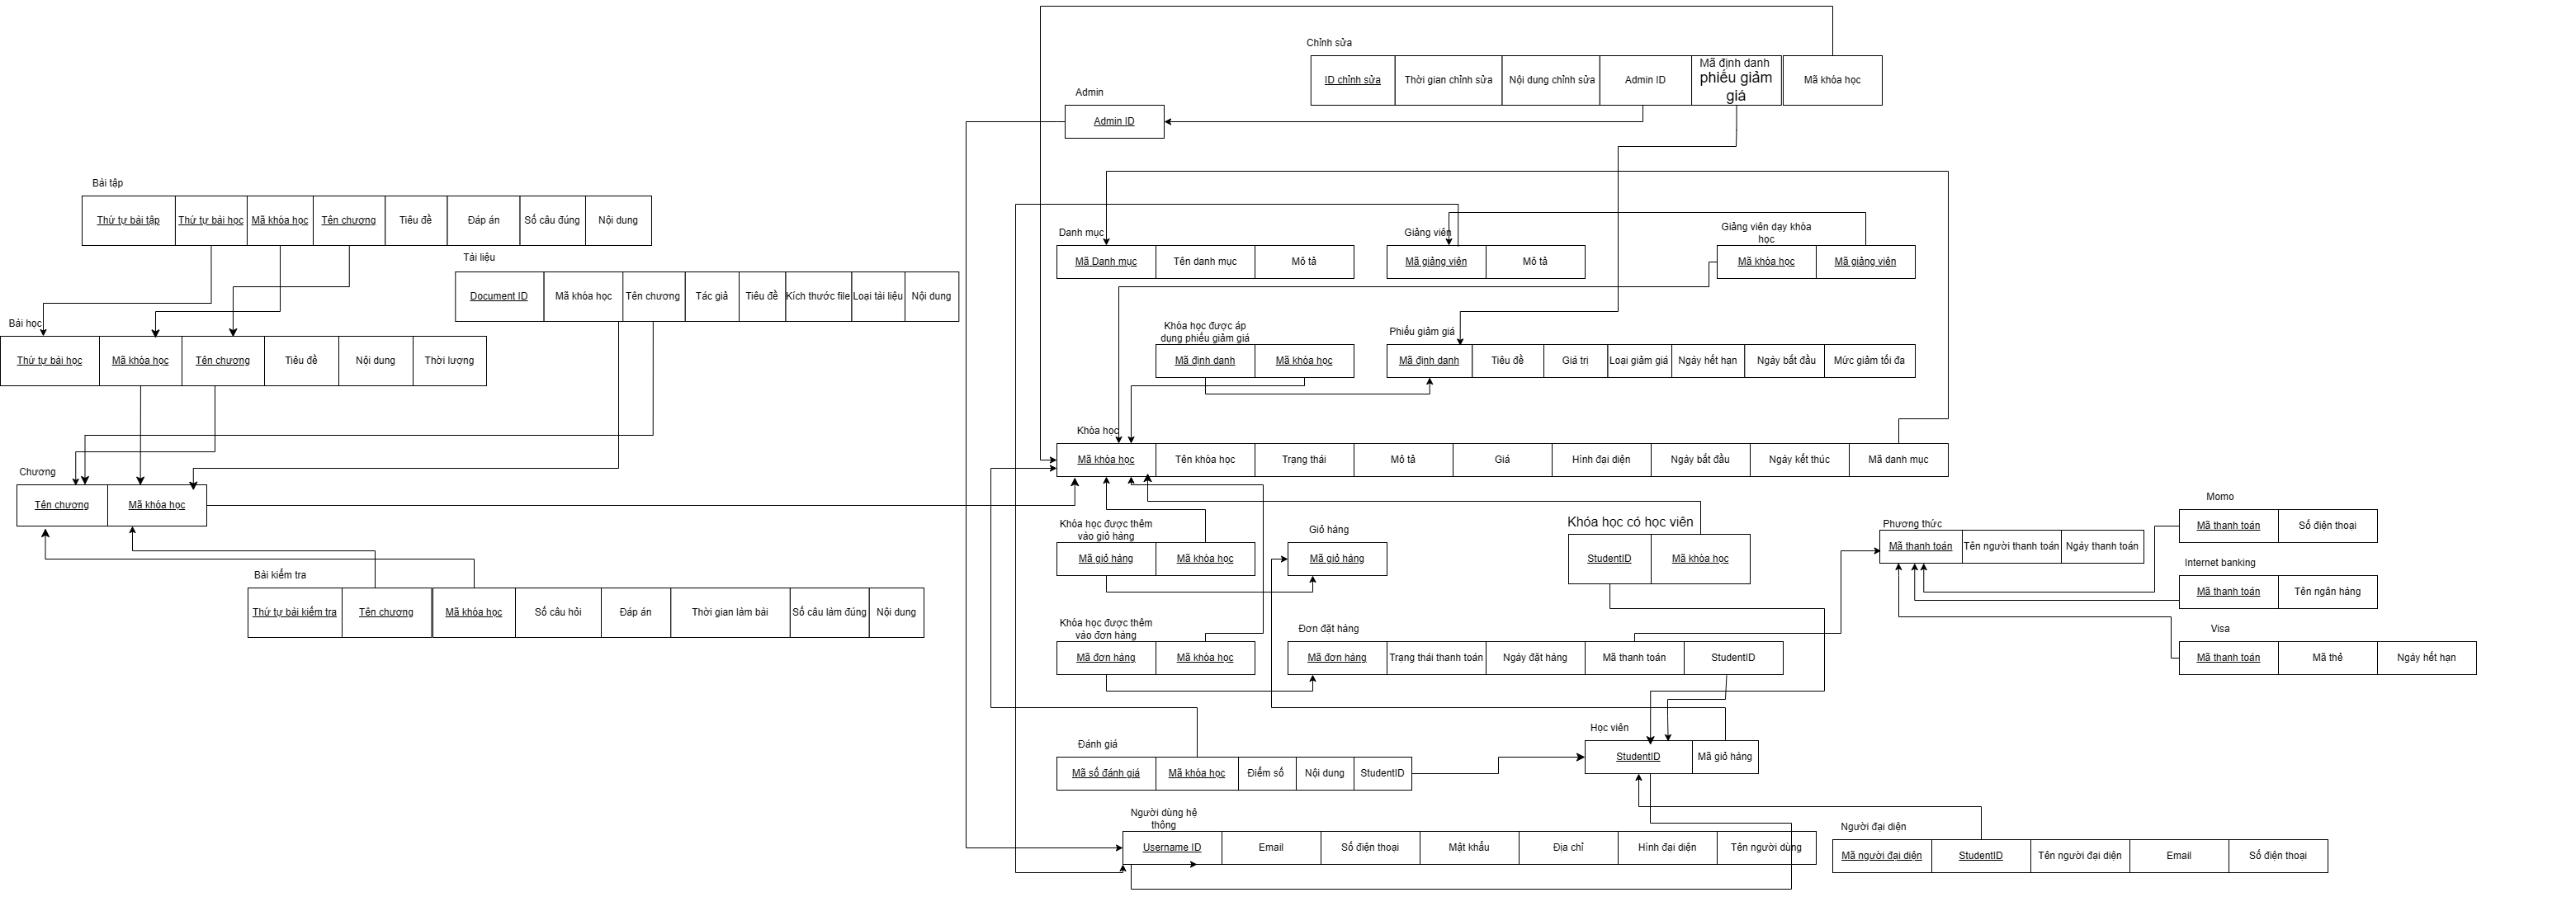 Chỉnh sửa
ID chỉnh sửa
Thời gian chỉnh sửa
Nội dung chỉnh sửa
Admin ID
Mã định danh
phiếu giảm
giá
Mã khóa học
Admin
Admin ID
Bài tập
Thứ tự bài tập
Thứ tự bài học
Mã khóa học
Tên chương
Tiêu đề
Đáp án
Số câu đúng
Nội dung
Tài liệu
Document ID
Mã khóa học
Tên chương
Tác giả
Tiêu đề
Kích thước file
Loại tài liệu
Nội dung
Bài học
Thứ tự bài học
Mã khóa học
Tên chương
Tiêu đề
Nội dung
Thời lượng
Chương
Tên chương
Mã khóa học
Bài kiểm tra
Thứ tự bài kiểm tra
Tên chương
Mã khóa học
Số câu hỏi
Đáp án
Thời gian làm bài
Số câu làm đúng
Nội dung
Danh mục
Mã Danh mục
Tên danh mục
Mô tả
Giảng viên
Mã giảng viên
Mô tả
Giảng viên dạy khóa
học
Mã khóa học
Mã giảng viên
Khóa học được áp
dụng phiếu giảm giá
Mã định danh
Mã khóa học
Phiếu giảm giá
Mã định danh
Tiêu đề
Giá trị
Loại giảm giá
Ngày hết hạn
Ngày bắt đầu
Mức giảm tối đa
Khóa học
Mã khóa học
Tên khóa học
Trạng thái
Mô tả
Giá
Hình đại diện
Ngày bắt đầu
Ngày kết thúc
Mã danh mục
Khóa học được thêm
vào giỏ hàng
Mã giỏ hàng
Mã khóa học
Giỏ hàng
Mã giỏ hàng
Khóa học có học viên
StudentID
Mã khóa học
Phương thức
Mã thanh toán
Tên người thanh toán
Ngày thanh toán
Momo
Mã thanh toán
Số điện thoại
Internet banking
Mã thanh toán
Tên ngân hàng
Visa
Mã thanh toán
Mã thẻ
Ngày hết hạn
Khóa học được thêm
vào đơn hàng
Mã đơn hàng
Mã khóa học
Đơn đặt hàng
Mã đơn hàng
Trạng thái thanh toán
Ngày đặt hàng
Mã thanh toán
StudentID
Học viên
StudentID
Mã giỏ hàng
Đánh giá
Mã số đánh giá
Mã khóa học
Điểm số
Nội dung
StudentID
Người dùng hệ
thống
Username ID
Email
Số điện thoại
Mật khẩu
Địa chỉ
Hình đại diện
Tên người dùng
Người đại diện
Mã người đại diện
StudentID
Tên người đại diện
Email
Số điện thoại